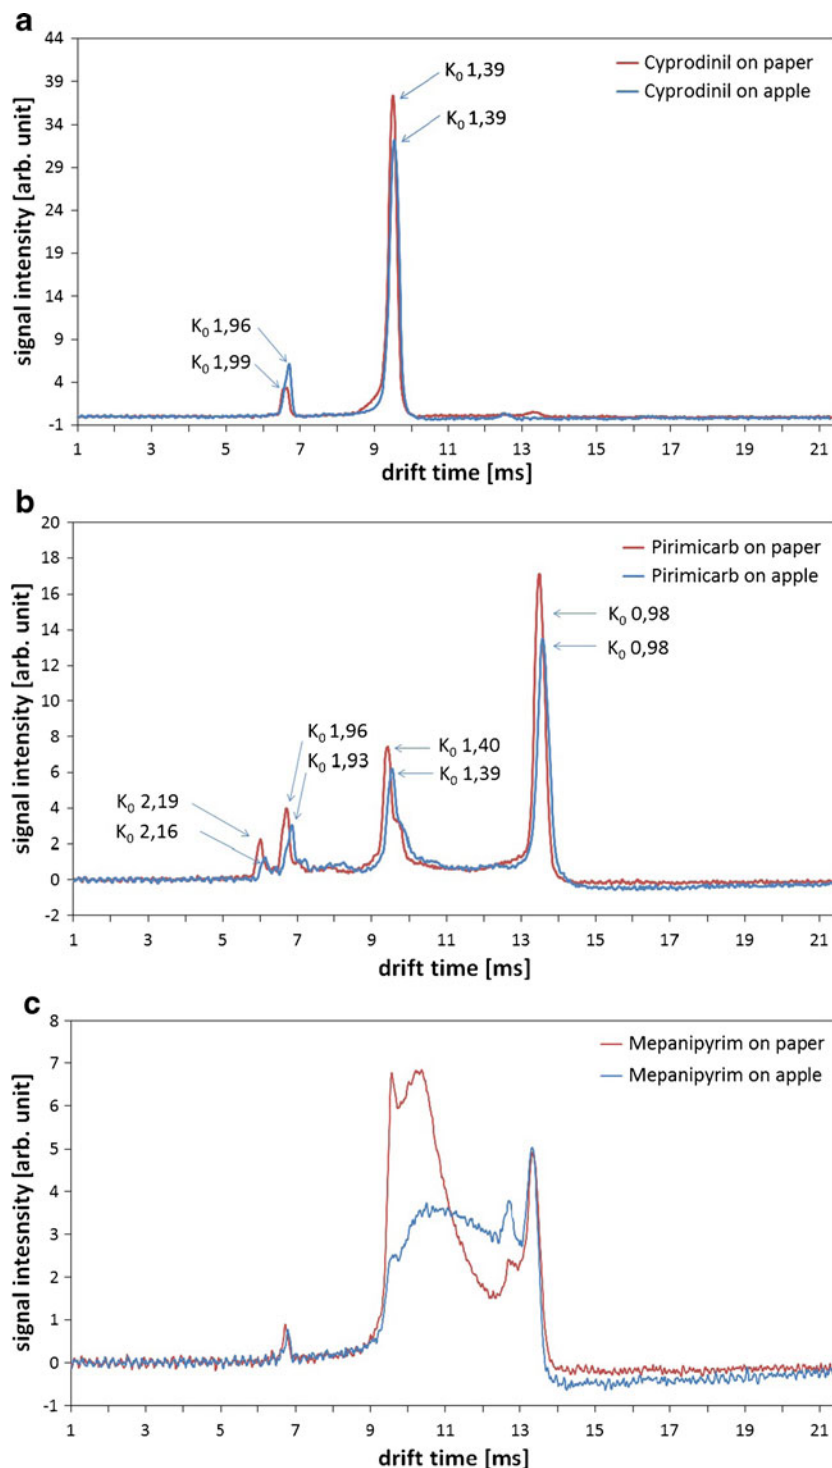 a
44
39
34
29
24
19
14
9
4
-1
signal intensity [arb. unit]
K0 1,39
K0 1,39
K0 1,96
K0 1,99
Cyprodinil on paper
Cyprodinil on apple
1 3 5 7 9 11 13 15 17 19 21
drift time [ms]
b
20
18
16
14
12
10
8
6
4
2
0
-2
signal intensity [arb. unit]
Pirimicarb on paper
Pirimicarb on apple
K0 0,98
K0 0,98
K0 1,96
K0 1,93
K0 1,40
K0 1,39
K0 2,19
K0 2,16
1 3 5 7 9 11 13 15 17 19 21
drift time [ms]
c
8
7
6
5
4
3
2
1
0
-1
signal intesnsity [arb. unit]
Mepanipyrim on paper
Mepanipyrim on apple
1 3 5 7 9 11 13 15 17 19 21
drift time [ms]